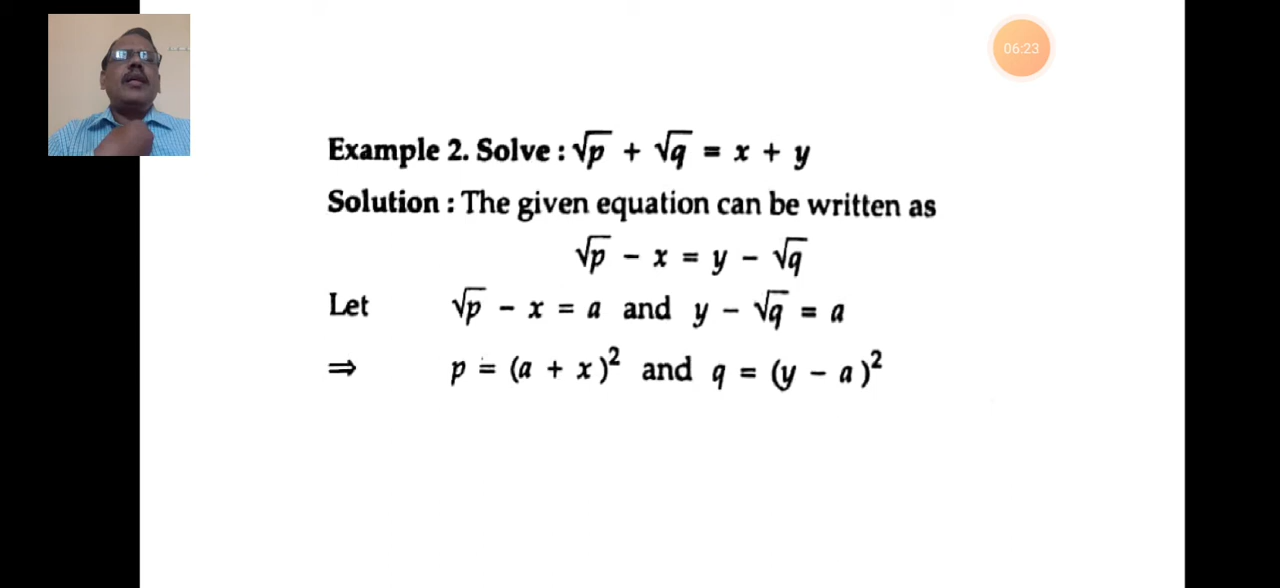 06:23
Example 2. Solve : √p + √q = x + y
Solution : The given equation can be written as
√p − x = y − √q
Let √p − x = a and y − √q = a
⇒ p = (a + x)² and q = (y − a)²